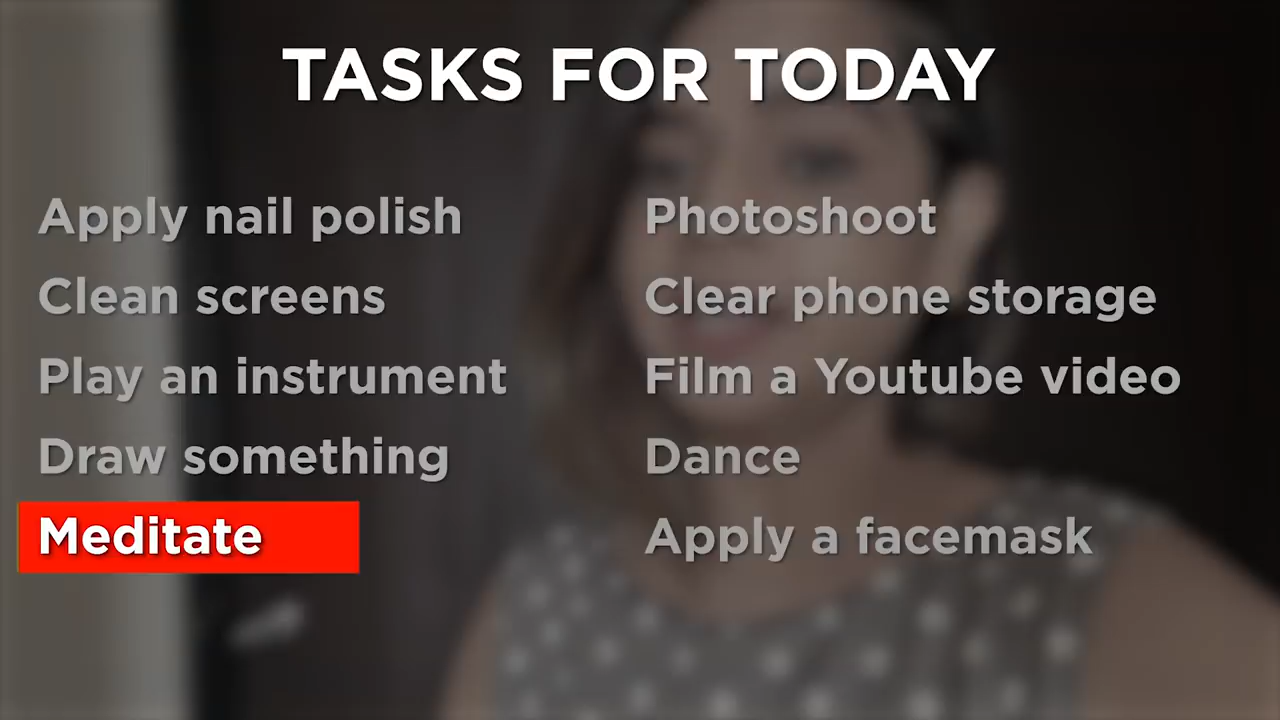 TASKS FOR TODAY
Apply nail polish
Clean screens
Play an instrument
Draw something
Meditate
Photoshoot
Clear phone storage
Film a Youtube video
Dance
Apply a facemask